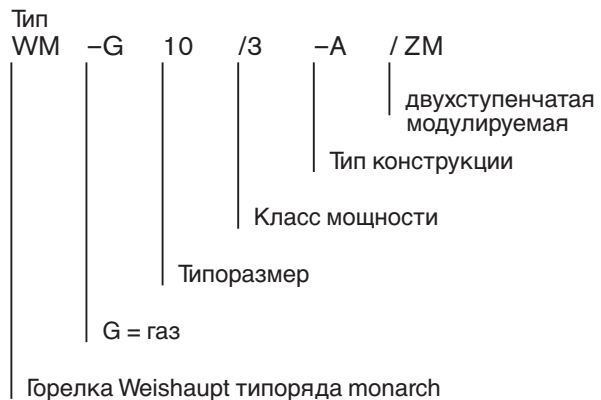 Тип
WM –G 10 /3 –A / ZM
двухступенчатая
модулируемая
Тип конструкции
Класс мощности
Типоразмер
G = газ
Горелка Weishaupt типоряда monarch